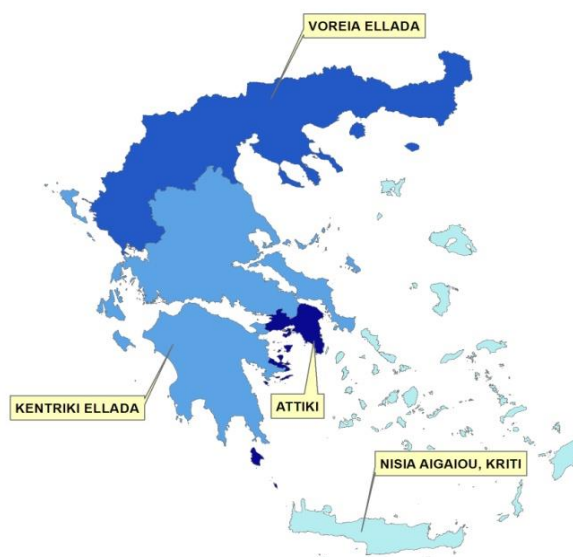 VOREIA ELLADA
KENTRIKI ELLADA
ATTIKI
NISIA AIGAIOU, KRITI